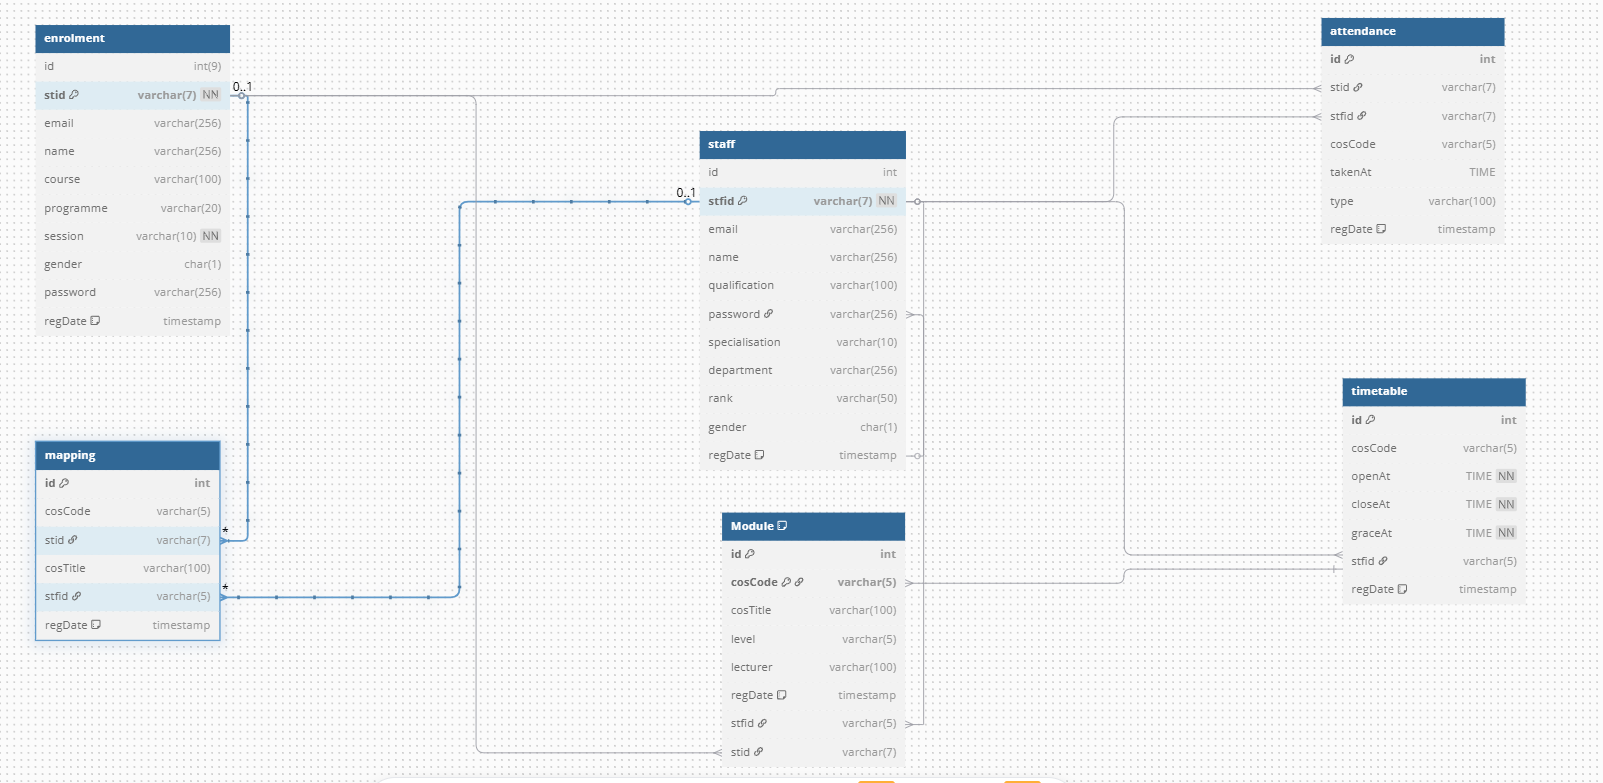 enrolment
id int(9)
0..1
stid varchar(7) NN
email varchar(256)
name varchar(256)
course varchar(100)
programme varchar(20)
session varchar(10) NN
gender char(1)
password varchar(256)
regDate timestamp
mapping
id int
cosCode varchar(5)
*
stid varchar(7)
cosTitle varchar(100)
*
stfid varchar(5)
regDate timestamp
staff
id int
0..1
stfid varchar(7) NN
email varchar(256)
name varchar(256)
qualification varchar(100)
password varchar(256)
specialisation varchar(10)
department varchar(256)
rank varchar(50)
gender char(1)
regDate timestamp
Module
id int
cosCode varchar(5)
cosTitle varchar(100)
level varchar(5)
lecturer varchar(100)
regDate timestamp
stfid varchar(5)
stid varchar(7)
attendance
id int
stid varchar(7)
stfid varchar(7)
cosCode varchar(5)
takenAt TIME
type varchar(100)
regDate timestamp
timetable
id int
cosCode varchar(5)
openAt TIME NN
closeAt TIME NN
graceAt TIME NN
stfid varchar(5)
regDate timestamp